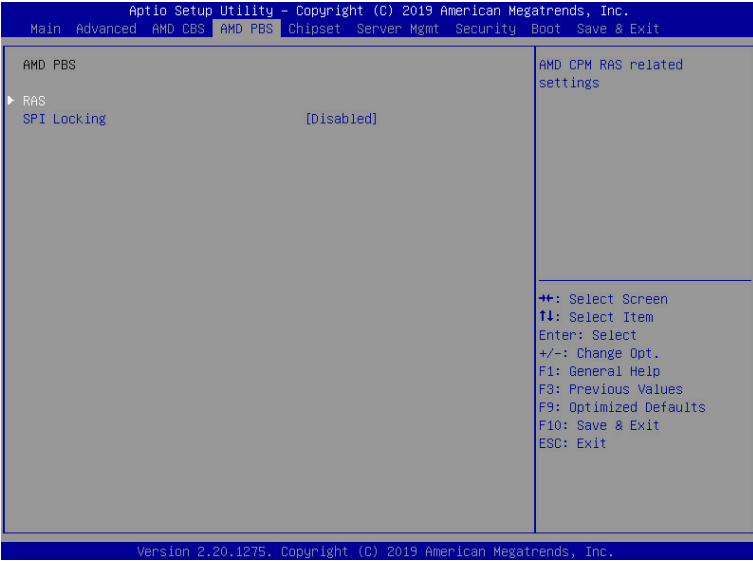 Aptio Setup Utility – Copyright (C) 2019 American Megatrends, Inc.
Main Advanced AMD CBS AMD PBS Chipset Server Mgmt Security Boot Save & Exit
AMD PBS
RAS
SPI Locking [Disabled]
AMD CPM RAS related
settings
→←: Select Screen
↑↓: Select Item
Enter: Select
+/-: Change Opt.
F1: General Help
F3: Previous Values
F9: Optimized Defaults
F10: Save & Exit
ESC: Exit
Version 2.20.1275. Copyright (C) 2019 American Megatrends, Inc.